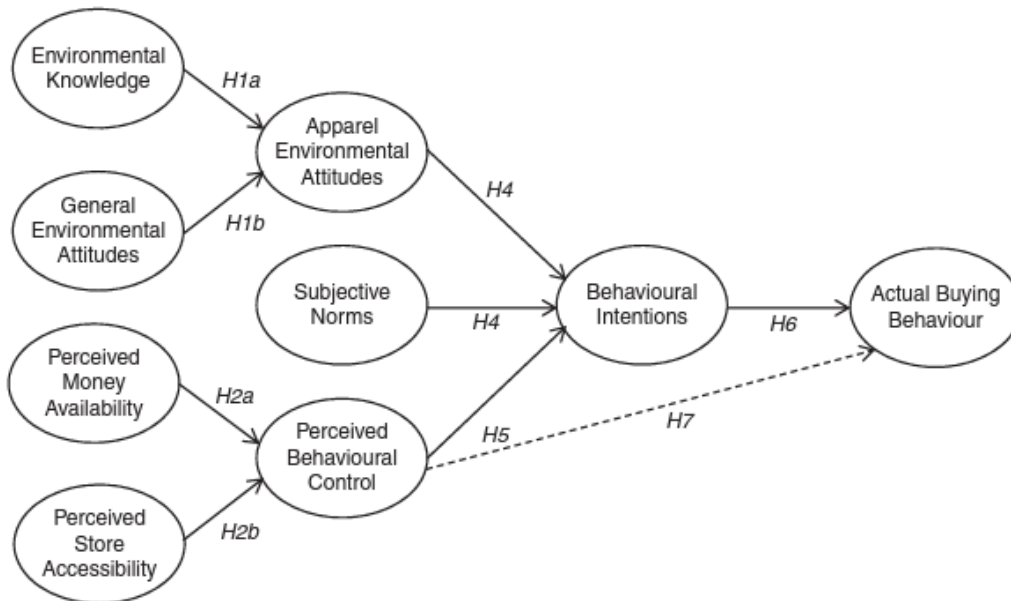 Environmental
Knowledge
H1a
Apparel
Environmental
Attitudes
General
Environmental
Attitudes
H1b
H4
Subjective
Norms
H4
Behavioural
Intentions
H6
Actual Buying
Behaviour
Perceived
Money
Availability
H2a
Perceived
Behavioural
Control
H5
H7
Perceived
Store
Accessibility
H2b